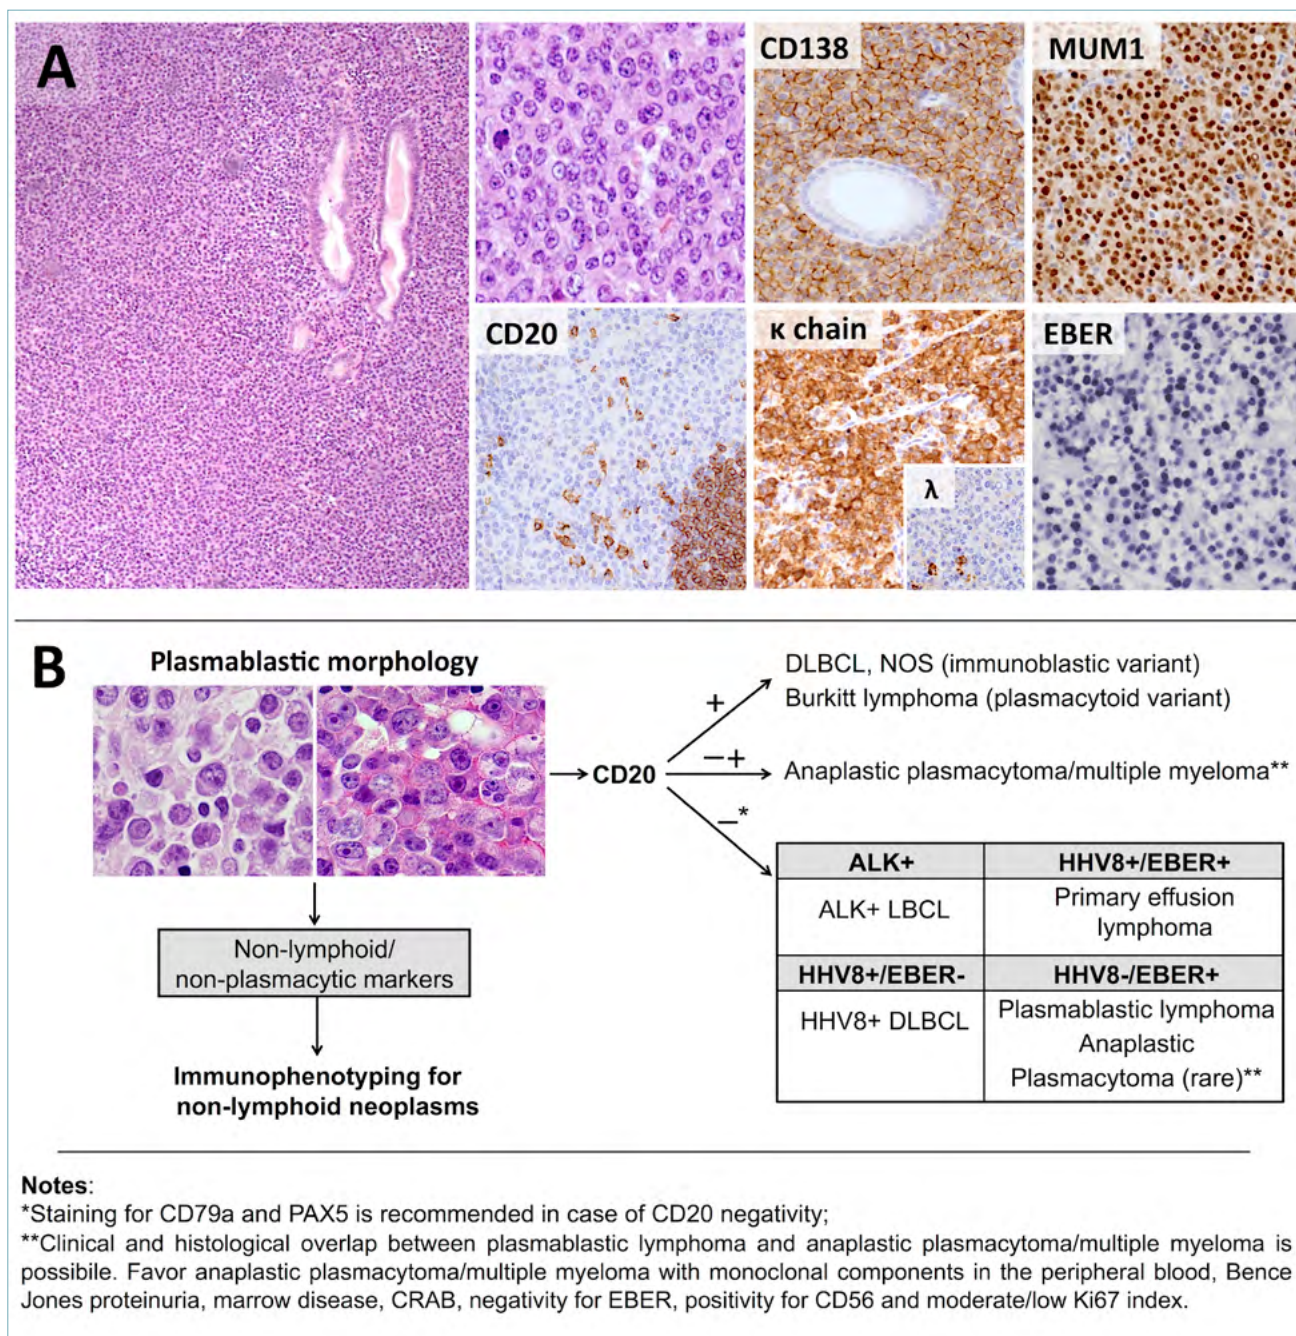 A
CD138
MUM1
CD20
κ chain
λ
EBER
B
Plasmablastic morphology
DLBCL, NOS (immunoblastic variant)
Burkitt lymphoma (plasmacytoid variant)
+
CD20
–+
Anaplastic plasmacytoma/multiple myeloma**
–*
ALK+
HHV8+/EBER+
ALK+ LBCL
Primary effusion
lymphoma
HHV8+/EBER-
HHV8-/EBER+
HHV8+ DLBCL
Plasmablastic lymphoma
Anaplastic
Plasmacytoma (rare)**
Non-lymphoid/
non-plasmacytic markers
Immunophenotyping for
non-lymphoid neoplasms
Notes:
*Staining for CD79a and PAX5 is recommended in case of CD20 negativity;
**Clinical and histological overlap between plasmablastic lymphoma and anaplastic plasmacytoma/multiple myeloma is
possibile. Favor anaplastic plasmacytoma/multiple myeloma with monoclonal components in the peripheral blood, Bence
Jones proteinuria, marrow disease, CRAB, negativity for EBER, positivity for CD56 and moderate/low Ki67 index.